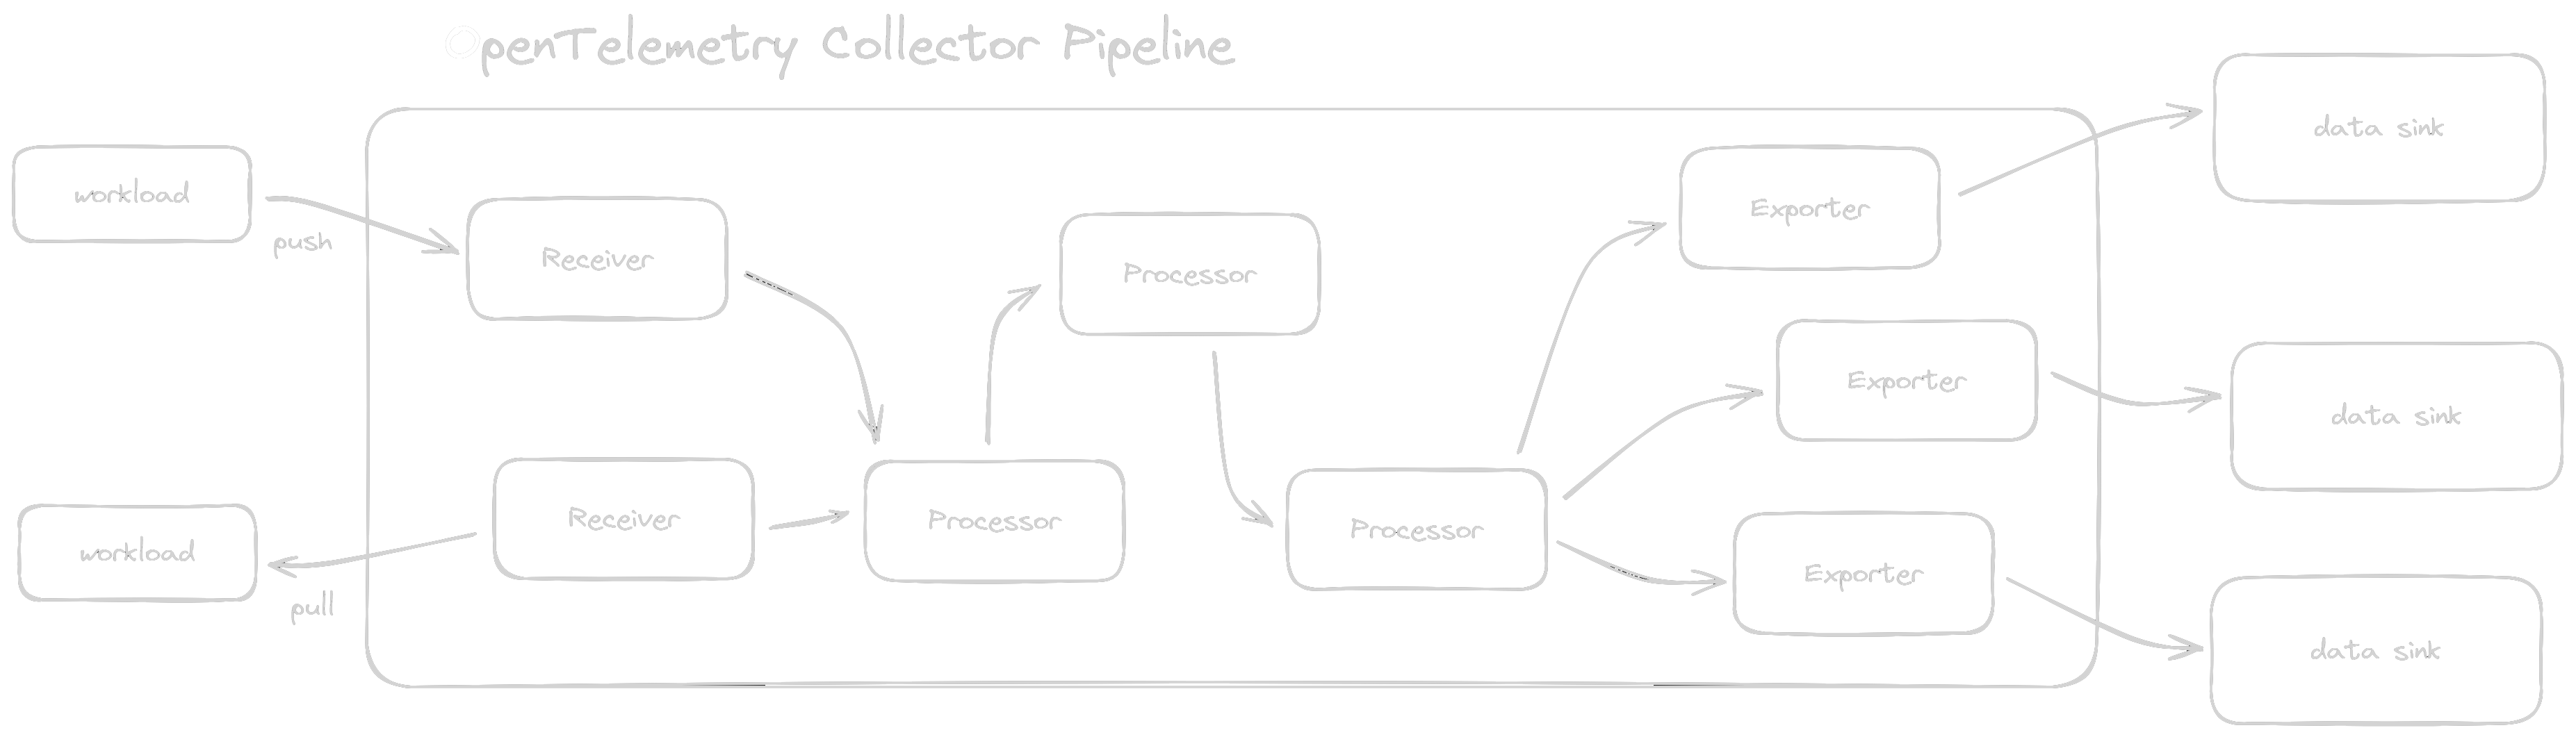 OpenTelemetry Collector Pipeline
workload
push
Receiver
Processor
Exporter
data sink
Exporter
data sink
workload
pull
Receiver
Processor
Processor
Exporter
data sink